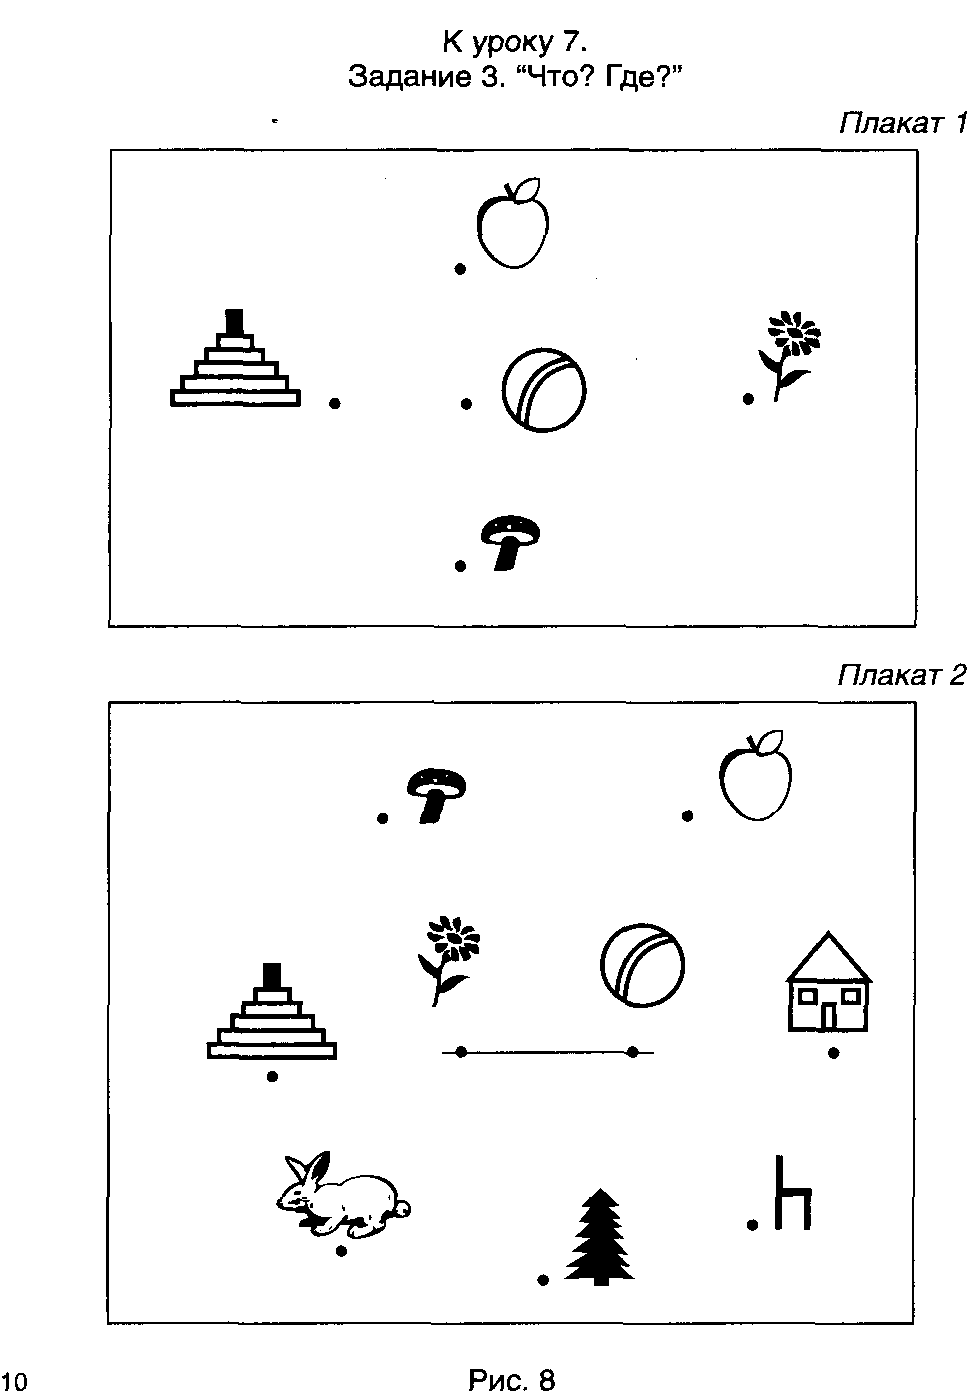 К уроку 7.
Задание 3. “Что? Где?”
Плакат 1
Плакат 2
10
Рис. 8